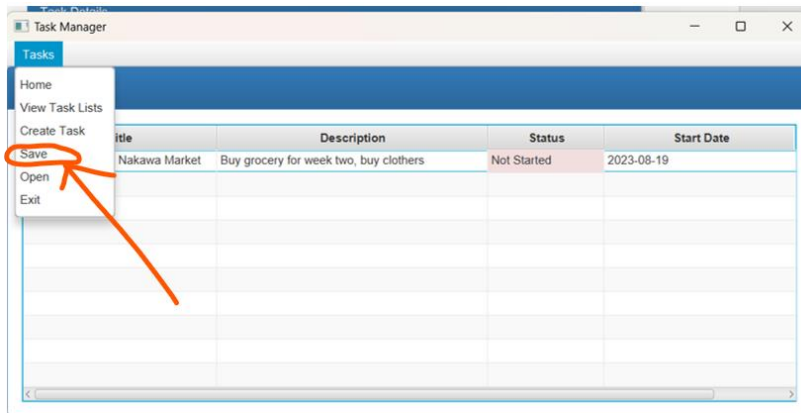 Task Details
Task Manager
Tasks
Home
View Task Lists
Create Task
Save
Open
Exit
itle Description Status Start Date
Nakawa Market Buy grocery for week two, buy clothers Not Started 2023-08-19